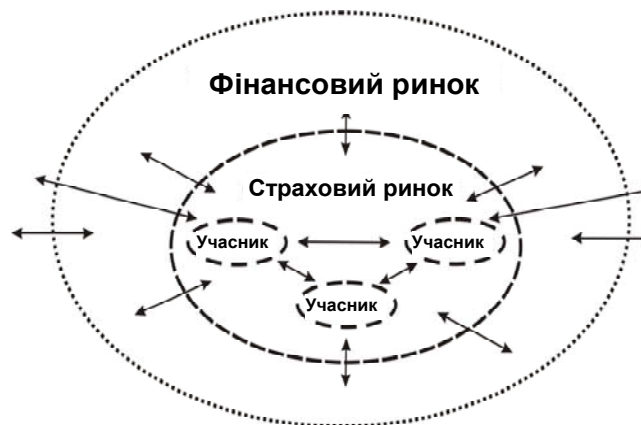 Фінансовий ринок
Страховий ринок
Учасник
Учасник
Учасник